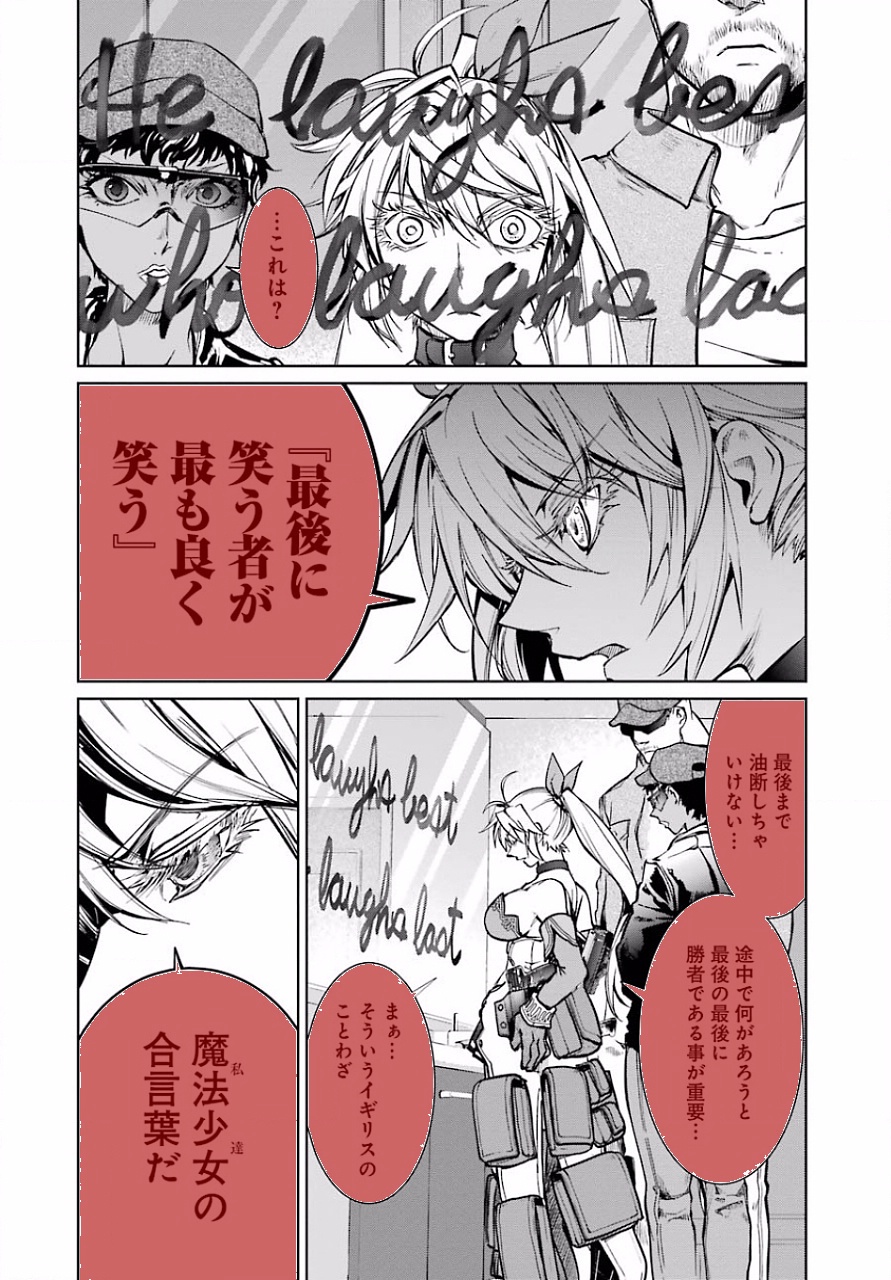 He laughs bes
who laughs las
…これは?
『最後に
笑う者が
最も良く
笑う』
最後まで
油断しちゃ
いけない…
途中で何があろうと
最後の最後に
勝者である事が重要…
laughs best
laughs last
まぁ…
そういうイギリスの
ことわざ
魔法少女の
私達
合言葉だ